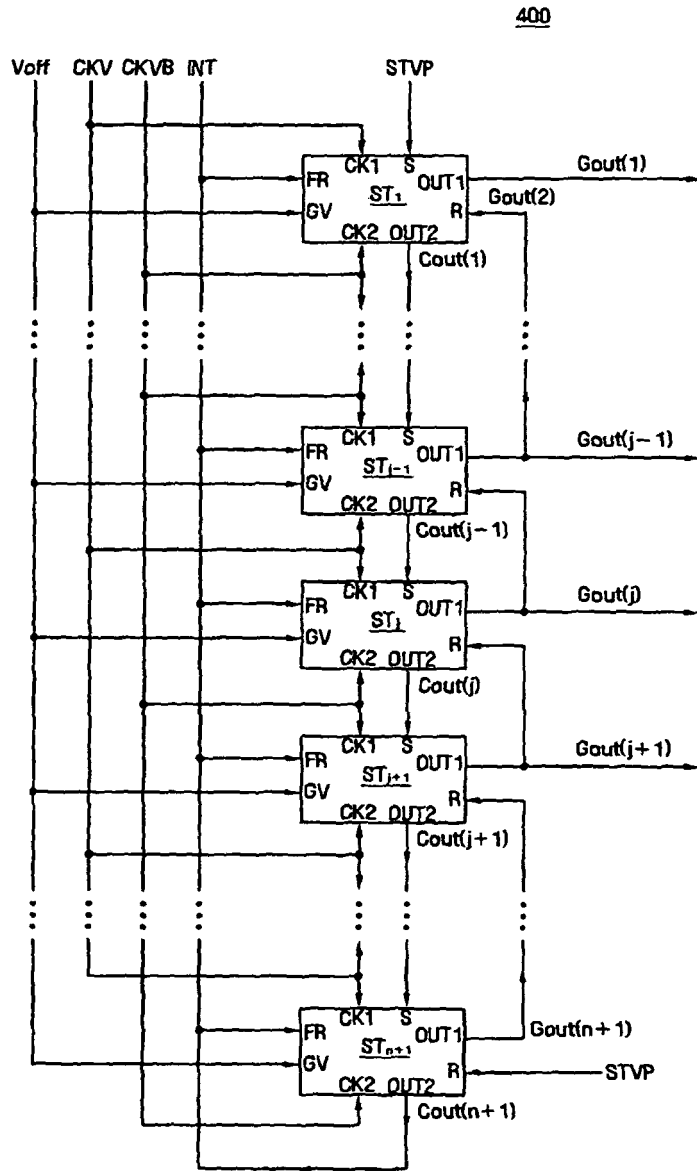 400
Voff CKV CKVB INT STVP
CK1 S
FR OUT1 Gout(1)
ST1 Gout(2)
GV R
CK2 OUT2
Cout(1)
CK1 S
FR OUT1 Gout(j-1)
STj-1
GV R
CK2 OUT2
Cout(j-1)
CK1 S
FR OUT1 Gout(j)
STj
GV R
CK2 OUT2
Cout(j)
CK1 S
FR OUT1 Gout(j+1)
STj+1
GV R
CK2 OUT2
Cout(j+1)
CK1 S
FR OUT1 Gout(n+1)
STn+1
GV R STVP
CK2 OUT2
Cout(n+1)